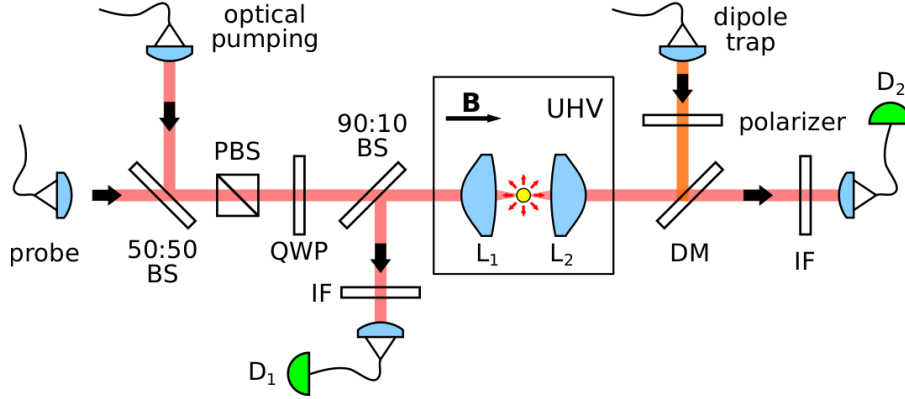 optical
pumping
dipole
trap
D2
B
UHV
90:10
BS
polarizer
PBS
probe
50:50
BS
QWP
L1
L2
DM
IF
IF
D1